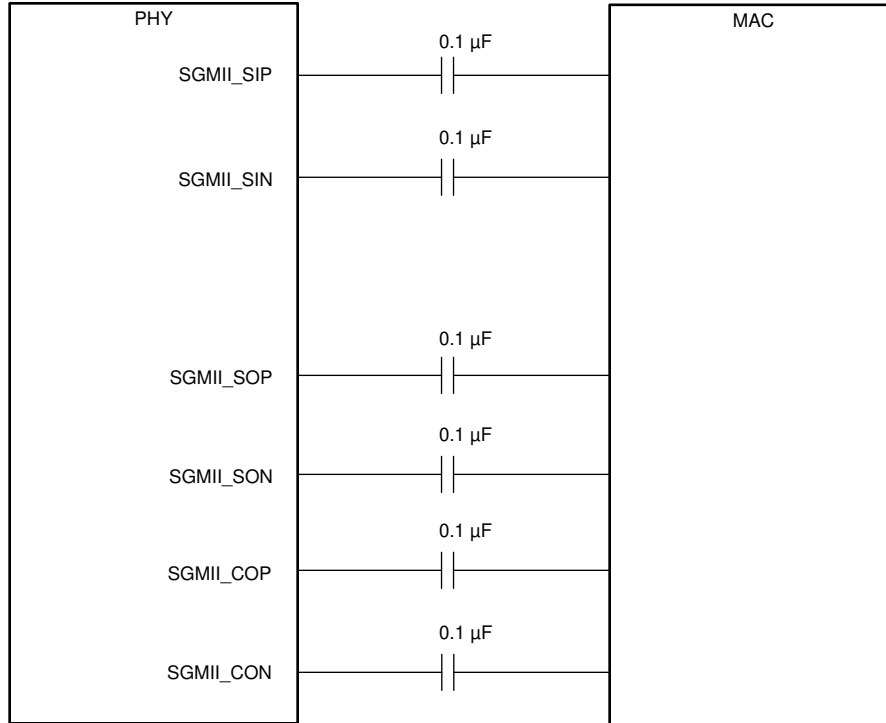 PHY
MAC
0.1 µF
SGMII_SIP
0.1 µF
SGMII_SIN
0.1 µF
SGMII_SOP
0.1 µF
SGMII_SON
0.1 µF
SGMII_COP
0.1 µF
SGMII_CON